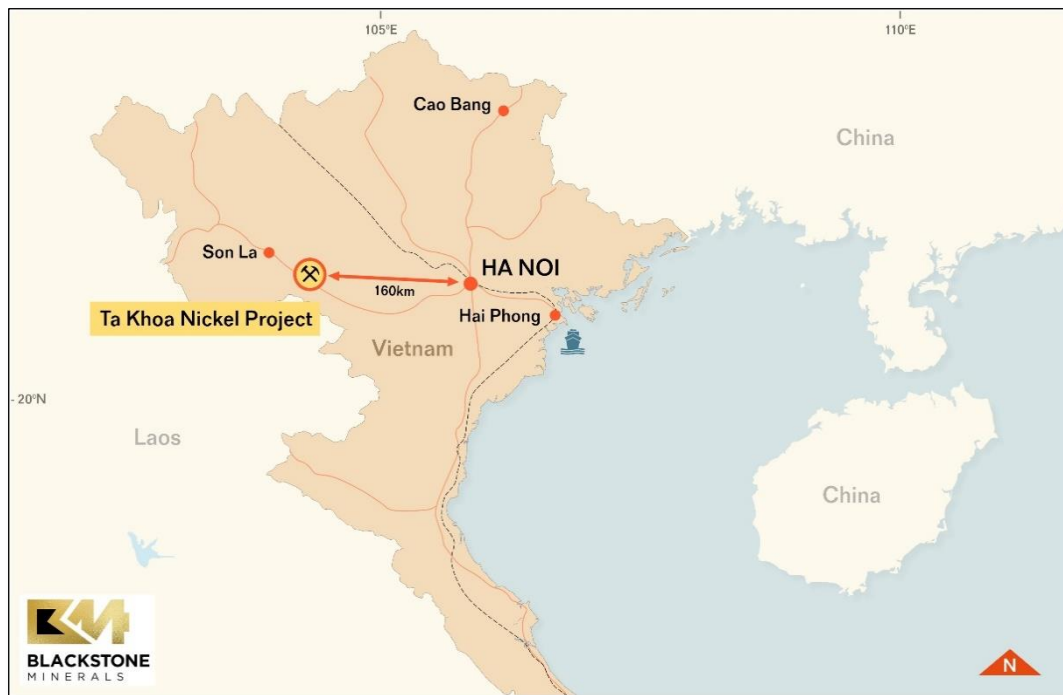 105°E
110°E
Cao Bang
China
Son La
HA NOI
160km
Ta Khoa Nickel Project
Hai Phong
Vietnam
20°N
Laos
China
BM
BLACKSTONE
MINERALS
N